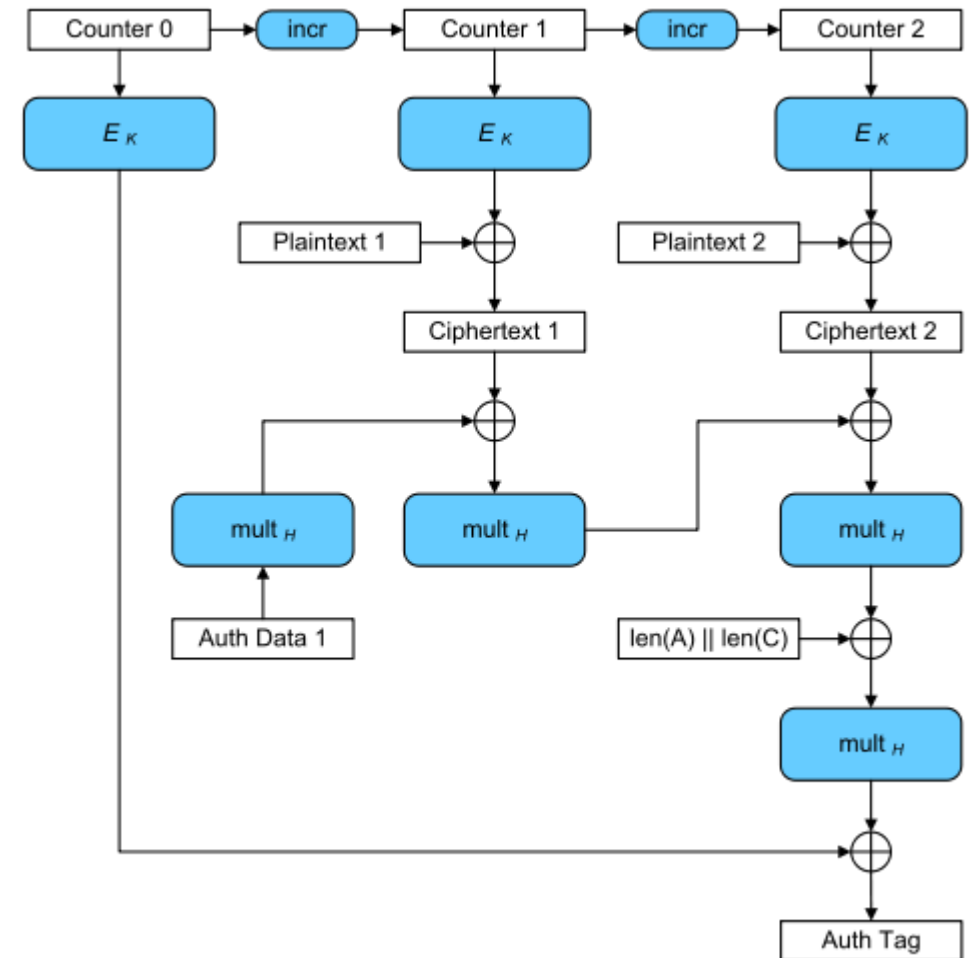 Counter 0
incr
Counter 1
incr
Counter 2
E K
E K
E K
Plaintext 1
Plaintext 2
Ciphertext 1
Ciphertext 2
mult H
mult H
mult H
Auth Data 1
len(A) || len(C)
mult H
Auth Tag